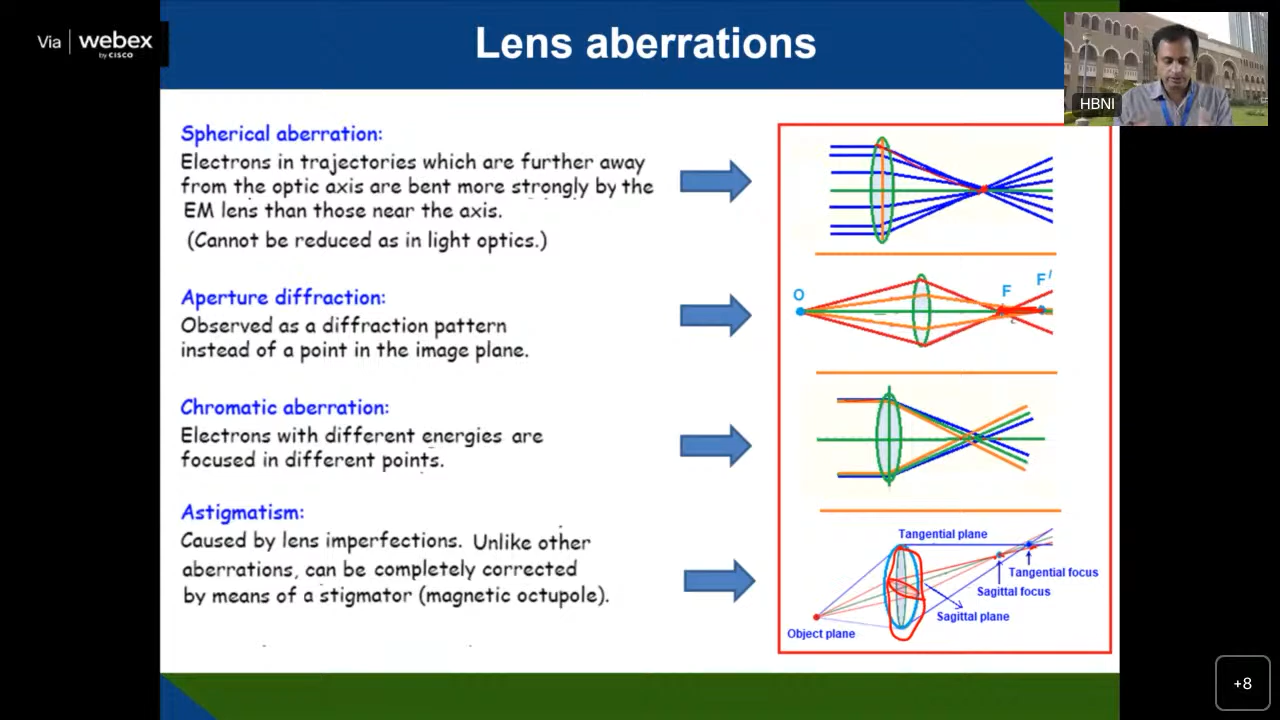 Via | webex
by CISCO
Lens aberrations
HBNI
Spherical aberration:
Electrons in trajectories which are further away
from the optic axis are bent more strongly by the
EM lens than those near the axis.
(Cannot be reduced as in light optics.)
Aperture diffraction:
Observed as a diffraction pattern
instead of a point in the image plane.
Chromatic aberration:
Electrons with different energies are
focused in different points.
Astigmatism:
Caused by lens imperfections. Unlike other
aberrations, can be completely corrected
by means of a stigmator (magnetic octupole).
O
F
F'
Tangential plane
Tangential focus
Sagittal focus
Sagittal plane
Object plane
+8